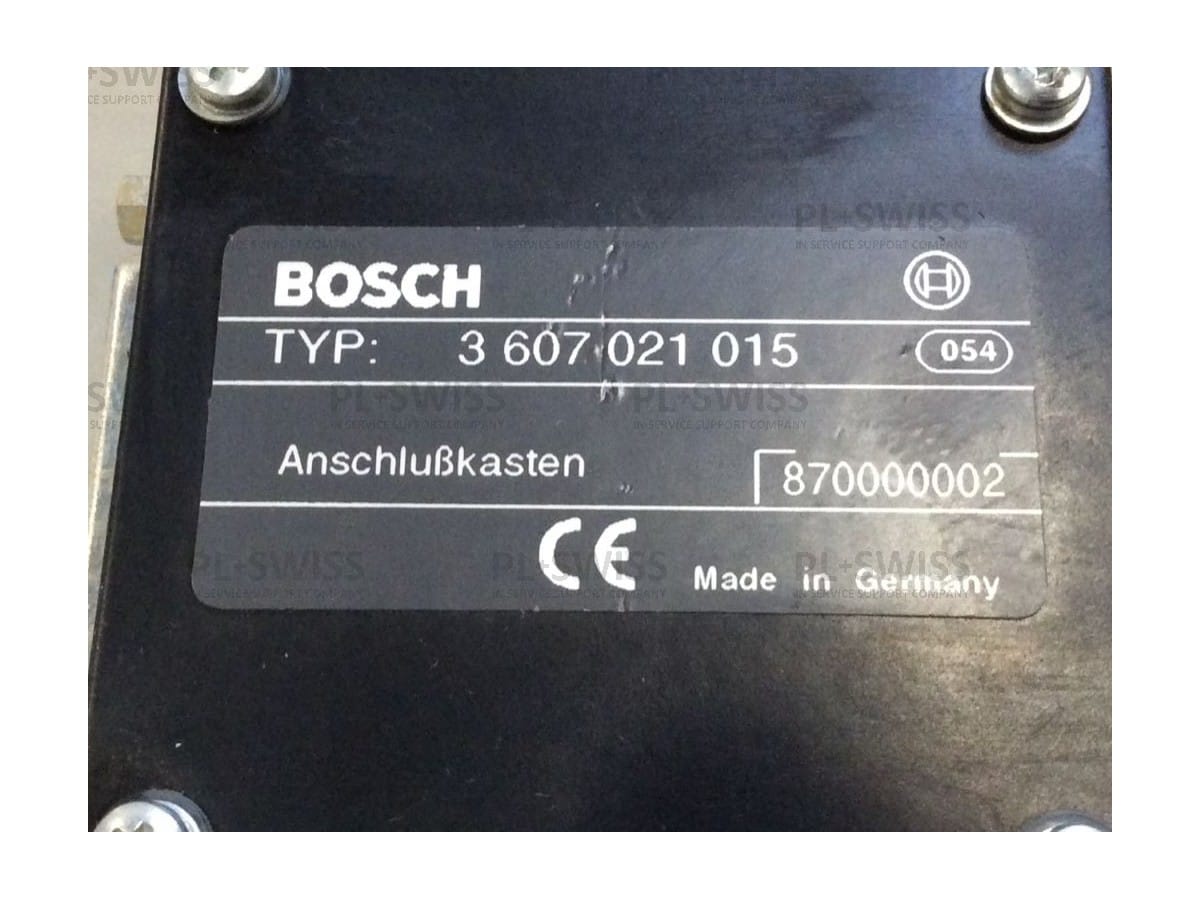 BOSCH
TYP: 3 607 021 015 054
Anschlußkasten 870000002
CE Made in Germany
PL+SWISS
IN SERVICE SUPPORT COMPANY